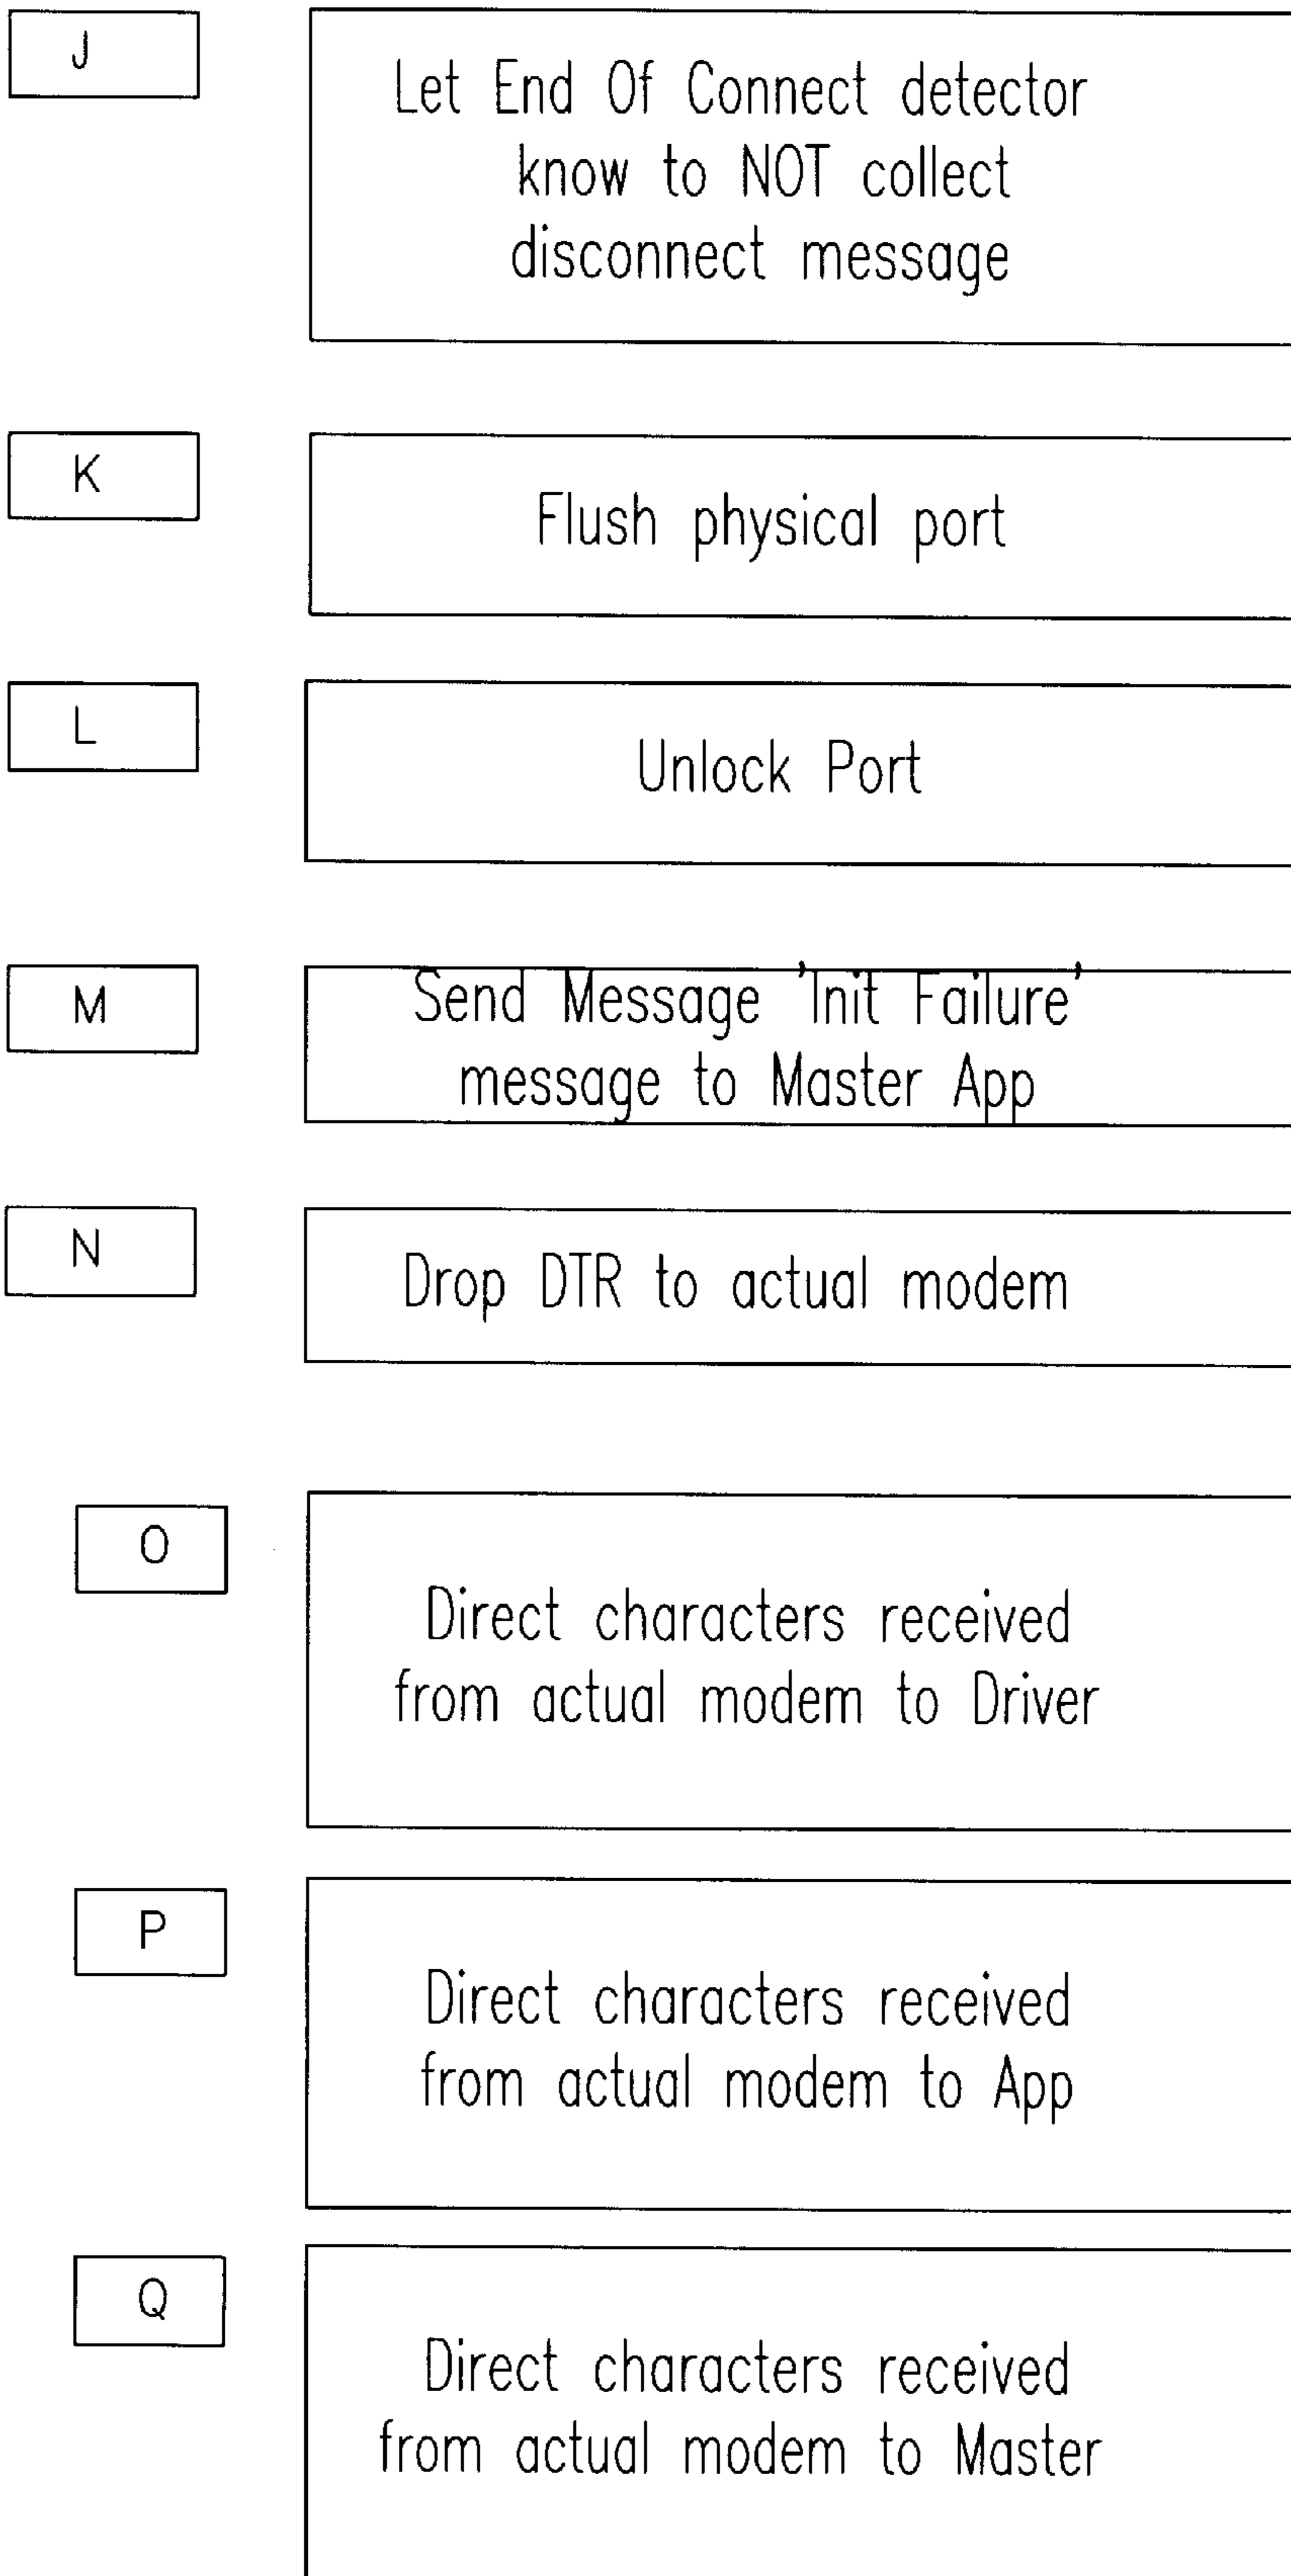 J
Let End Of Connect detector
know to NOT collect
disconnect message
K
Flush physical port
L
Unlock Port
M
Send Message 'Init Failure'
message to Master App
N
Drop DTR to actual modem
O
Direct characters received
from actual modem to Driver
P
Direct characters received
from actual modem to App
Q
Direct characters received
from actual modem to Master